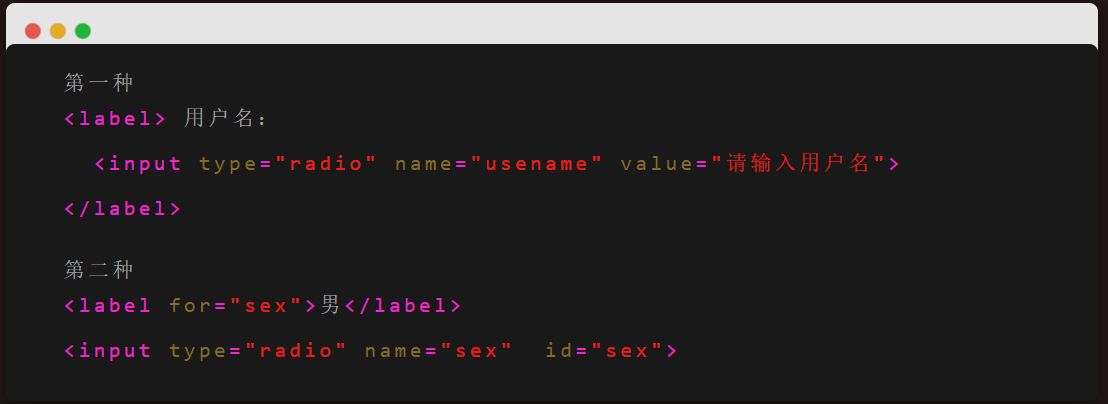 第一种
<label> 用户名：
<input type="radio" name="usename" value="请输入用户名">
</label>
第二种
<label for="sex">男</label>
<input type="radio" name="sex"  id="sex">